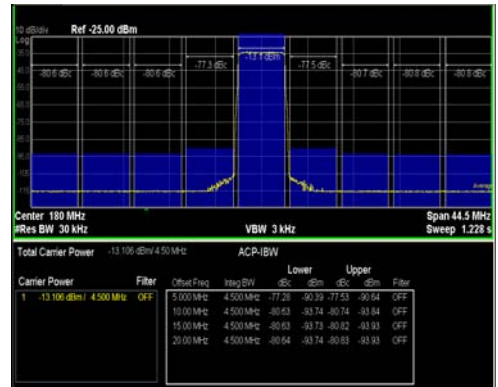 10 dB/div Ref -25.00 dBm
Log
-13.1 dBm
-77.3 dBc -77.5 dBc
-80.6 dBc -80.6 dBc -80.6 dBc -80.7 dBc -80.8 dBc -80.8 dBc
Average
Center 180 MHz Span 44.5 MHz
#Res BW 30 kHz VBW 3 kHz Sweep 1.228 s
Total Carrier Power -13.106 dBm/ 4.50 MHz ACP-IBW
Lower Upper
Carrier Power Filter Offset Freq Integ BW dBc dBm dBc dBm Filter
1 -13.106 dBm / 4.500 MHz OFF 5.000 MHz 4.500 MHz -77.28 -90.39 -77.53 -90.64 OFF
10.00 MHz 4.500 MHz -80.63 -93.74 -80.74 -93.84 OFF
15.00 MHz 4.500 MHz -80.63 -93.73 -80.82 -93.93 OFF
20.00 MHz 4.500 MHz -80.64 -93.74 -80.83 -93.93 OFF